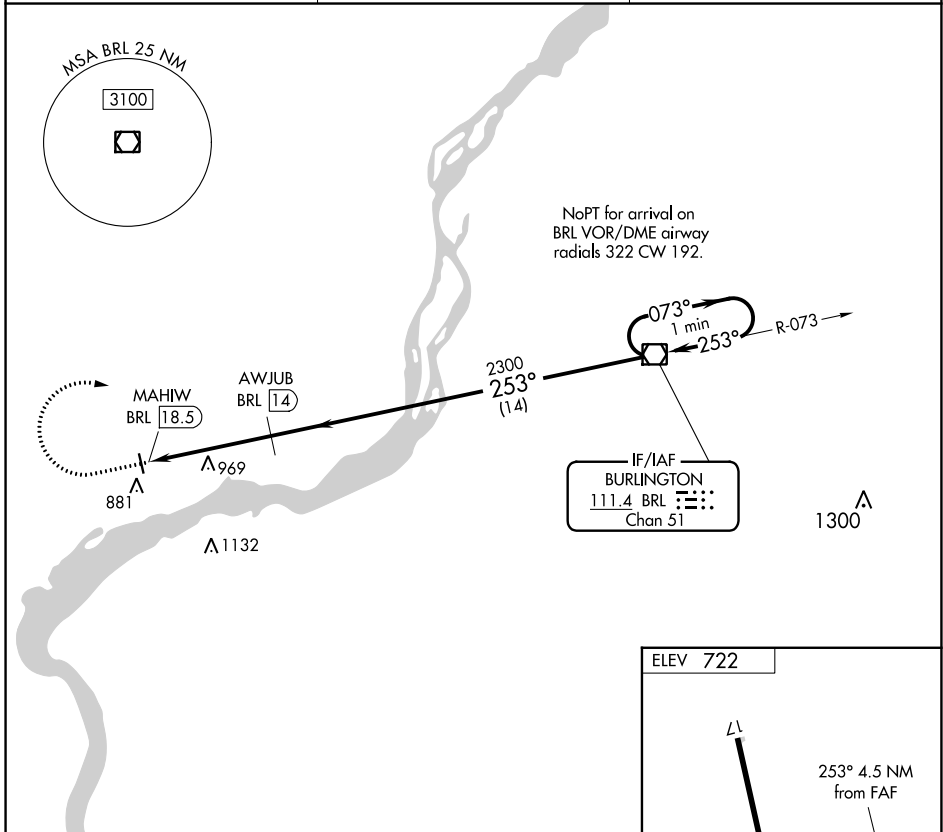 MSA BRL 25 NM
3100
NoPT for arrival on
BRL VOR/DME airway
radials 322 CW 192.
073°
1 min
253°
R-073
2300
253°
(14)
AWJUB
BRL 14
MAHIW
BRL 18.5
969
881
1132
IF/IAF
BURLINGTON
111.4 BRL
Chan 51
1300
ELEV 722
17
253° 4.5 NM
from FAF